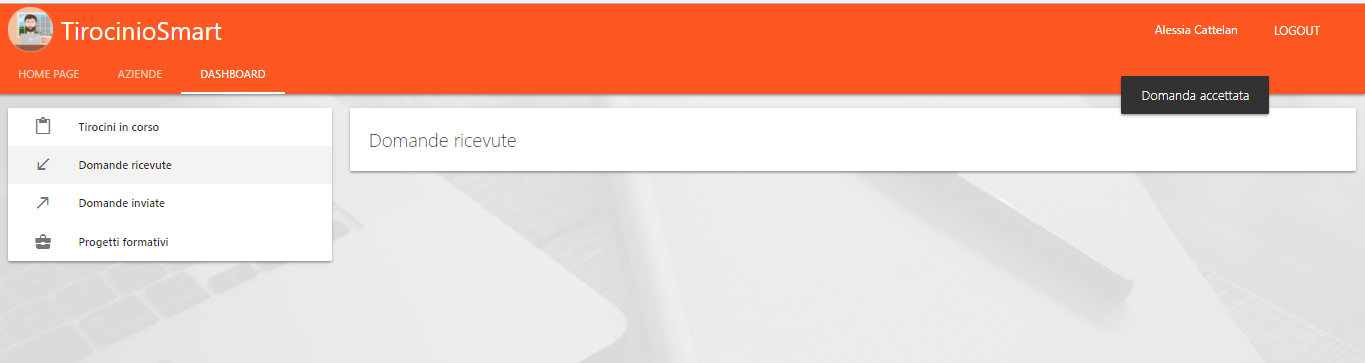 TirocinioSmart
Alessia Cattelan
LOGOUT
HOME PAGE
AZIENDE
DASHBOARD
Domanda accettata
Tirocini in corso
Domande ricevute
Domande inviate
Progetti formativi
Domande ricevute